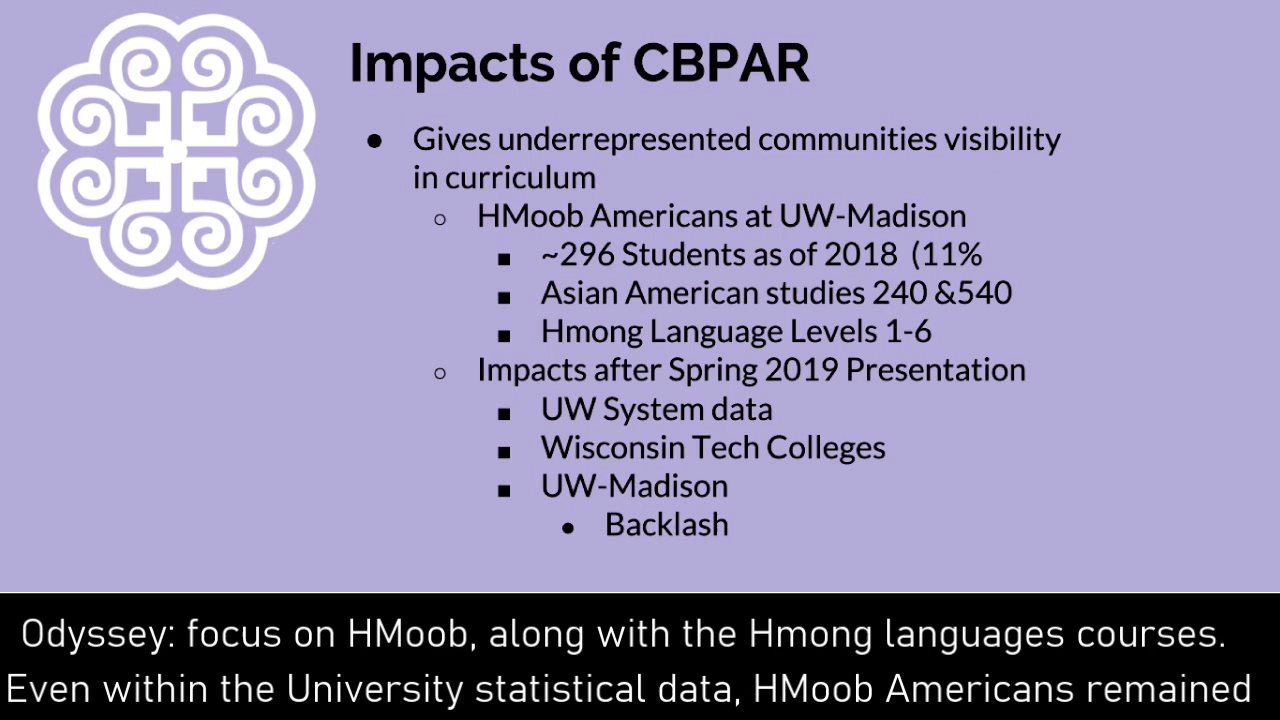 Impacts of CBPAR
● Gives underrepresented communities visibility
in curriculum
○ HMoob Americans at UW-Madison
■ ~296 Students as of 2018 (11%
■ Asian American studies 240 &540
■ Hmong Language Levels 1-6
○ Impacts after Spring 2019 Presentation
■ UW System data
■ Wisconsin Tech Colleges
■ UW-Madison
● Backlash
Odyssey: focus on HMoob, along with the Hmong languages courses.
Even within the University statistical data, HMoob Americans remained